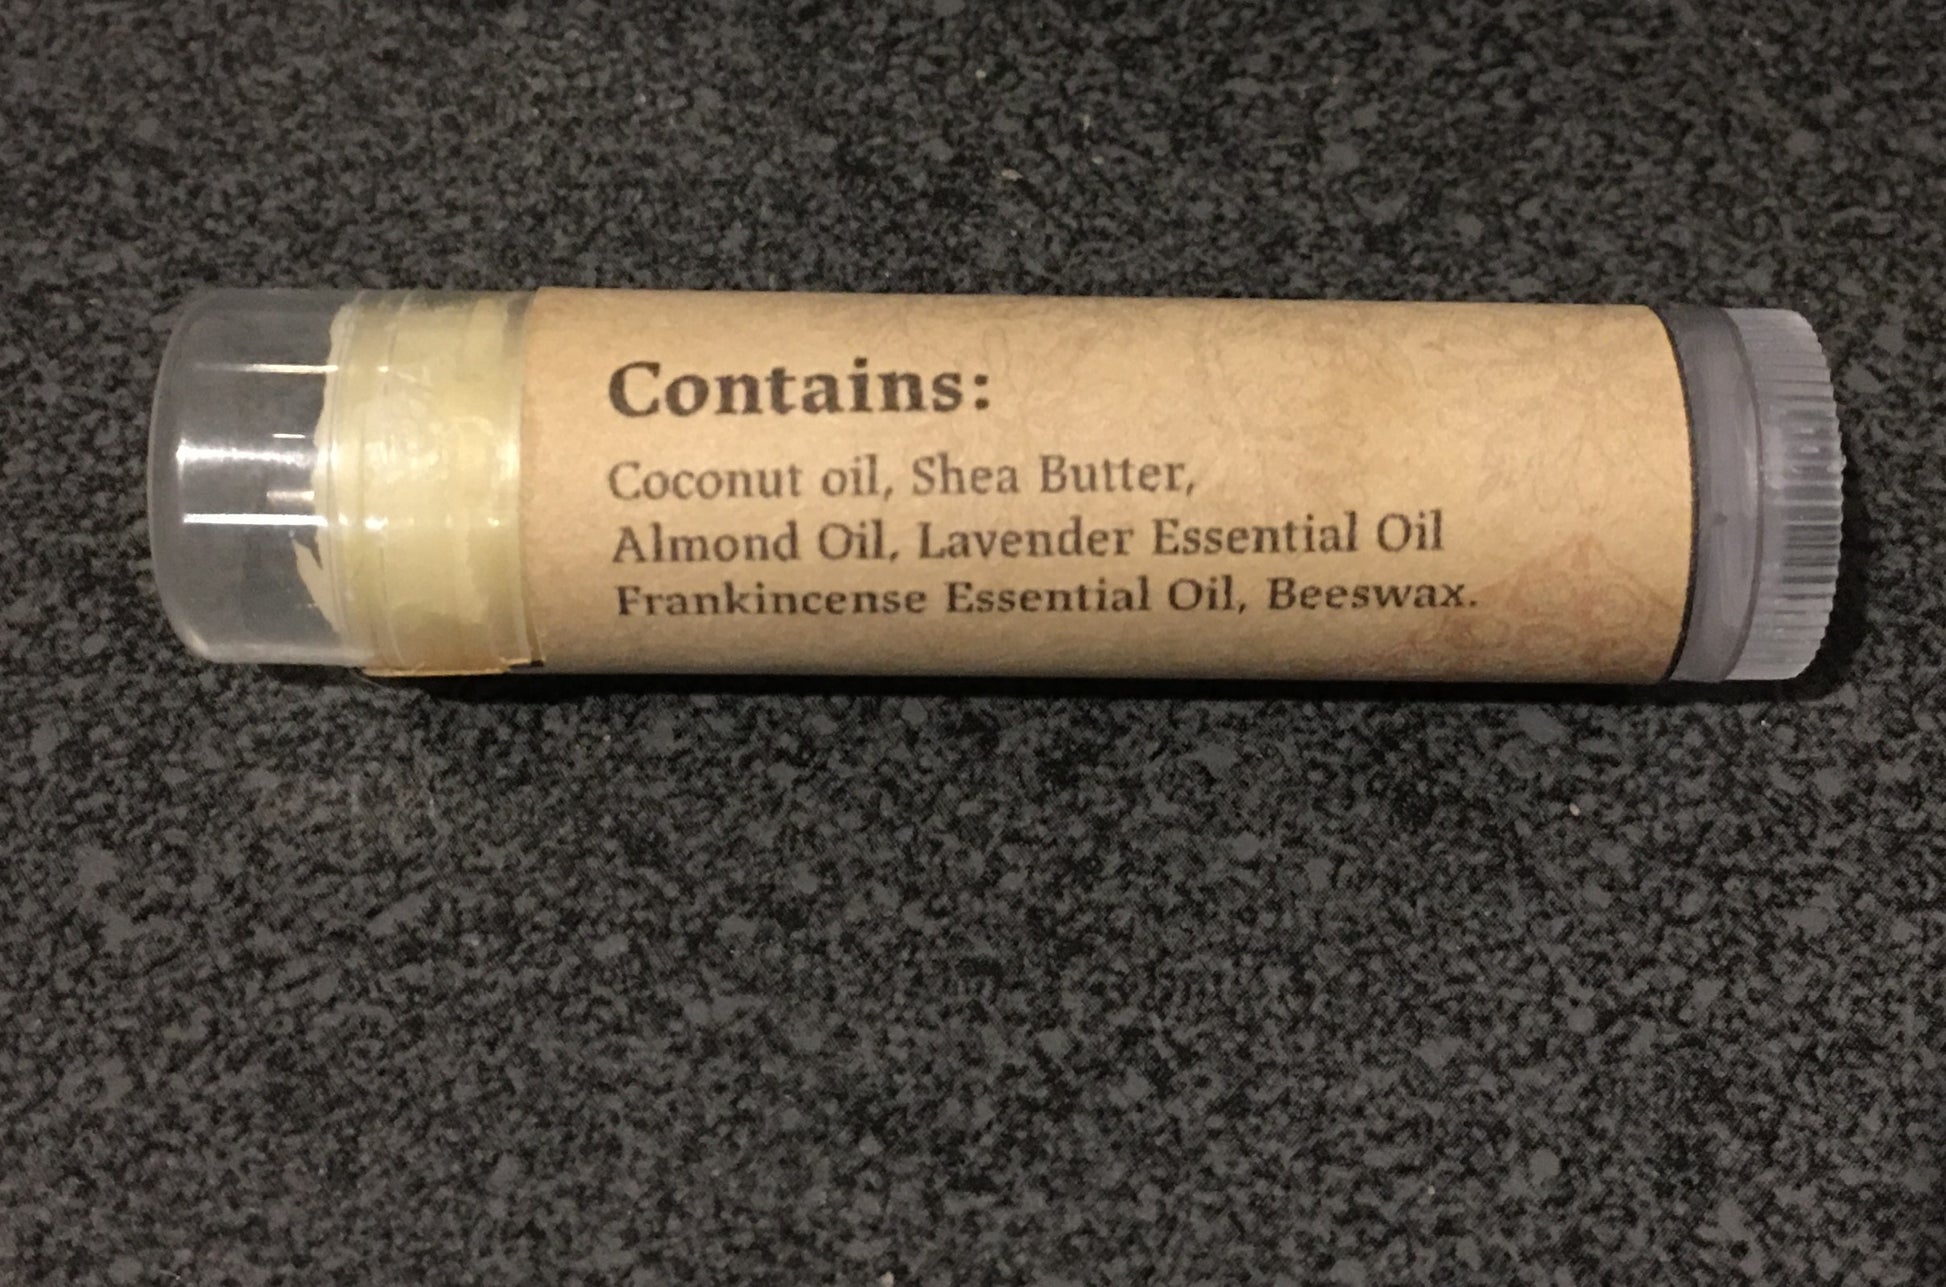 Contains:
Coconut oil, Shea Butter,
Almond Oil, Lavender Essential Oil
Frankincense Essential Oil, Beeswax.